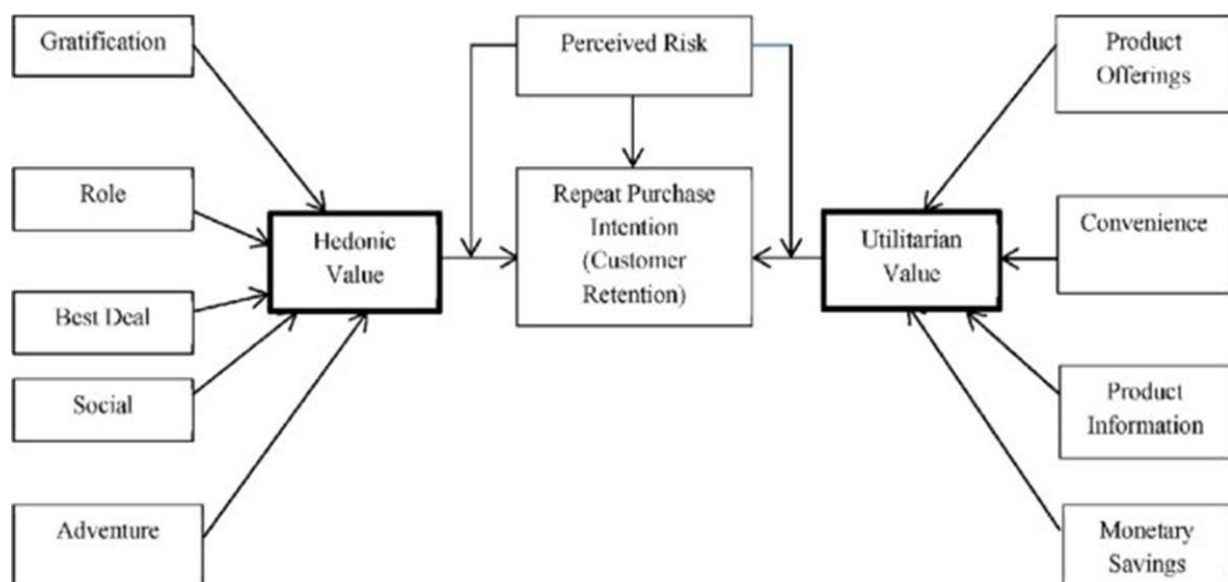 Gratification
Role
Best Deal
Social
Adventure
Hedonic
Value
Perceived Risk
Repeat Purchase
Intention
(Customer
Retention)
Utilitarian
Value
Product
Offerings
Convenience
Product
Information
Monetary
Savings